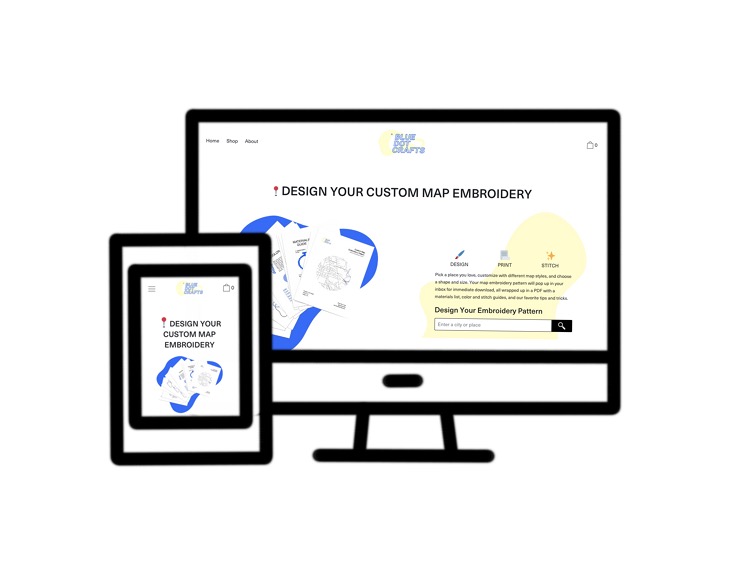 Home Shop About
BLUE
DOT
CRAFTS
0
DESIGN YOUR CUSTOM MAP EMBROIDERY
MATERIALS
GUIDE
DESIGN PRINT STITCH
Pick a place you love, customize with different map styles, and choose
a shape and size. Your map embroidery pattern will pop up in your
inbox for immediate download, all wrapped up in a PDF with a
materials list, color and stitch guides, and our favorite tips and tricks.
Design Your Embroidery Pattern
Enter a city or place
BLUE
DOT
CRAFTS
0
DESIGN YOUR
CUSTOM MAP
EMBROIDERY